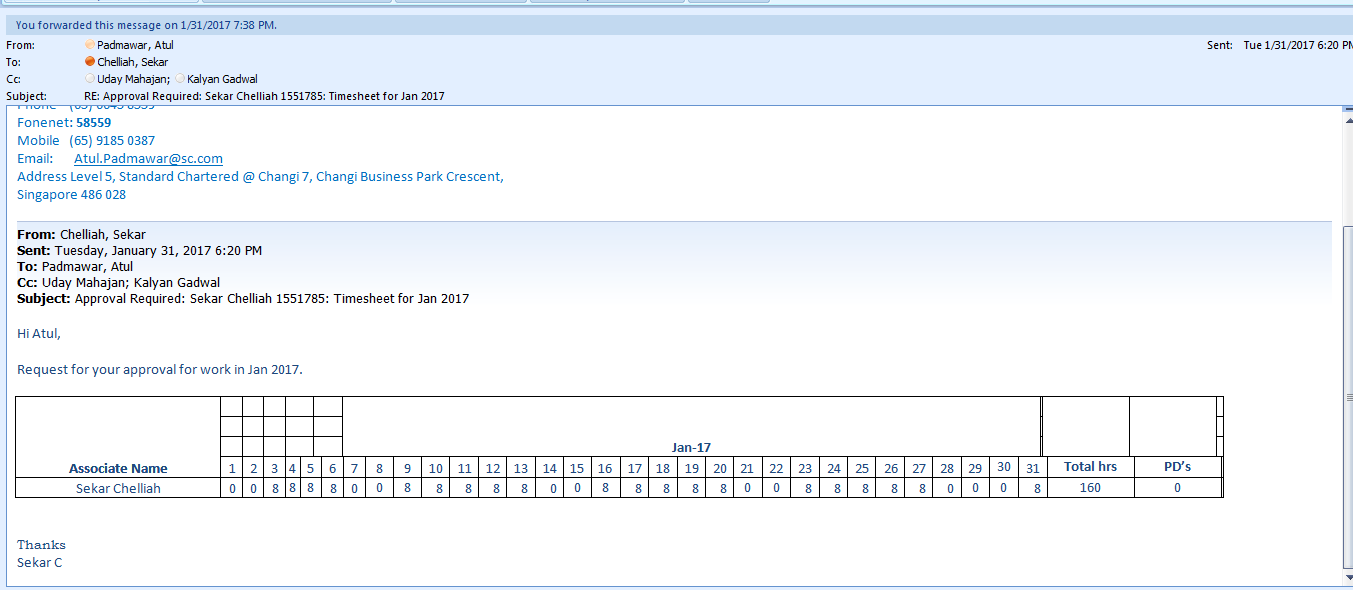 You forwarded this message on 1/31/2017 7:38 PM.
From: Padmawar, Atul Sent: Tue 1/31/2017 6:20 PM
To: Chelliah, Sekar
Cc: Uday Mahajan; Kalyan Gadwal
Subject: RE: Approval Required: Sekar Chelliah 1551785: Timesheet for Jan 2017
Phone (65)
Fonenet: 58559
Mobile (65) 9185 0387
Email: Atul.Padmawar@sc.com
Address Level 5, Standard Chartered @ Changi 7, Changi Business Park Crescent,
Singapore 486 028
From: Chelliah, Sekar
Sent: Tuesday, January 31, 2017 6:20 PM
To: Padmawar, Atul
Cc: Uday Mahajan; Kalyan Gadwal
Subject: Approval Required: Sekar Chelliah 1551785: Timesheet for Jan 2017
Hi Atul,
Request for your approval for work in Jan 2017.
Jan-17
Associate Name 1 2 3 4 5 6 7 8 9 10 11 12 13 14 15 16 17 18 19 20 21 22 23 24 25 26 27 28 29 30 31 Total hrs PD's
Sekar Chelliah 0 0 8 8 8 8 0 0 8 8 8 8 8 0 0 8 8 8 8 8 0 0 8 8 8 8 8 0 0 0 8 160 0
Thanks
Sekar C